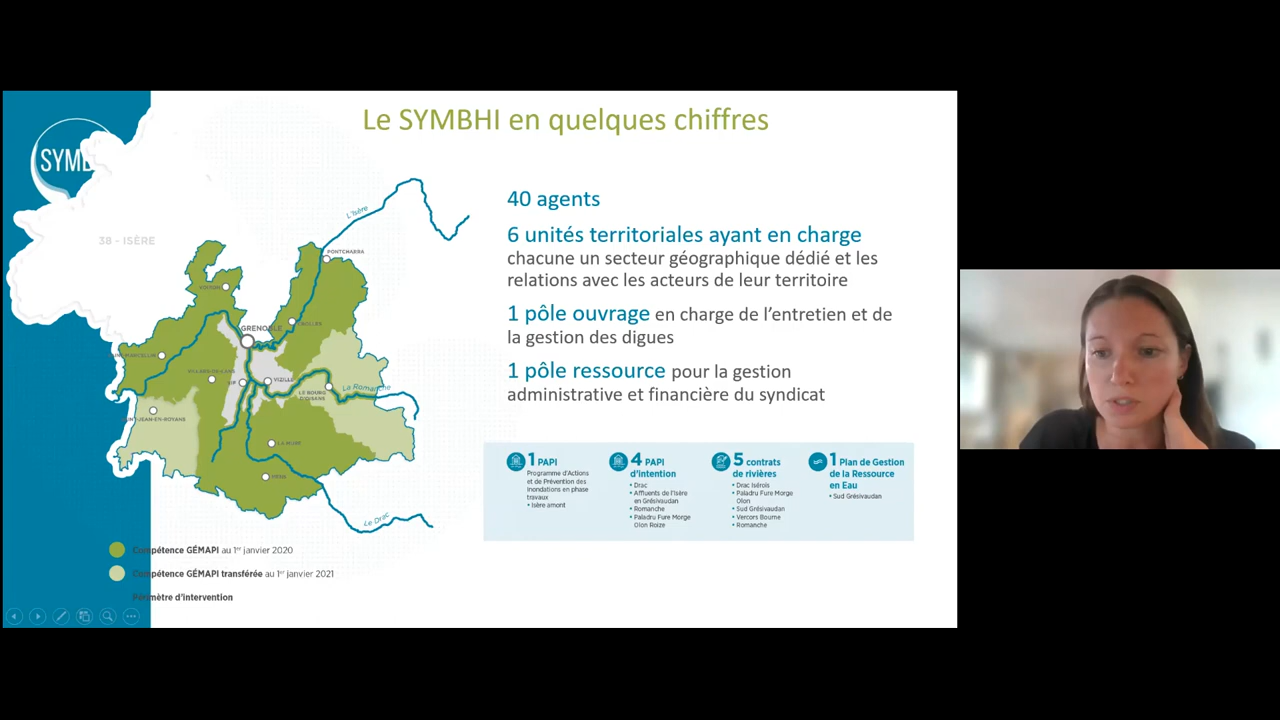 Le SYMBHI en quelques chiffres
SYMB
38 - ISÈRE
L'Isère
PONTCHARRA
VOIRON
GRENOBLE
CROLLES
VIZILLE
VIF
La Romanche
LE BOURG
D'OISANS
LA MURE
MENS
Le Drac
40 agents
6 unités territoriales ayant en charge
chacune un secteur géographique dédié et les
relations avec les acteurs de leur territoire
1 pôle ouvrage en charge de l'entretien et de
la gestion des digues
1 pôle ressource pour la gestion
administrative et financière du syndicat
1 PAPI
Programme d'Actions
et de Prévention des
Inondations en phase
travaux
• Isère amont
4 PAPI
d'intention
• Drac
• Affluents de l'Isère
en Grésivaudan
• Romanche
• Paladru Fure Morge
Olon Roize
5 contrats
de rivières
• Drac Isérois
• Paladru Fure Morge
Olon
• Sud Grésivaudan
• Vercors Bourne
• Romanche
1 Plan de Gestion
de la Ressource
en Eau
• Sud Grésivaudan
Compétence GÉMAPI au 1er janvier 2020
Compétence GÉMAPI transférée au 1er janvier 2021
Périmètre d'intervention